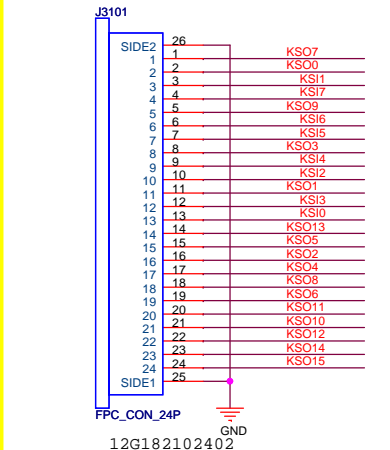 J3101
SIDE2 26
1 1 KSO7
2 2 KSO0
3 3 KSI1
4 4 KSI7
5 5 KSO9
6 6 KSI6
7 7 KSI5
8 8 KSO3
9 9 KSI4
10 10 KSI2
11 11 KSO1
12 12 KSI3
13 13 KSI0
14 14 KSO13
15 15 KSO5
16 16 KSO2
17 17 KSO4
18 18 KSO8
19 19 KSO6
20 20 KSO11
21 21 KSO10
22 22 KSO12
23 23 KSO14
24 24 KSO15
SIDE1 25
FPC_CON_24P
GND
12G182102402